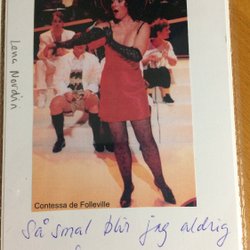 Lena Nordin
Contessa de Folleville
Så smal blir jag aldrig